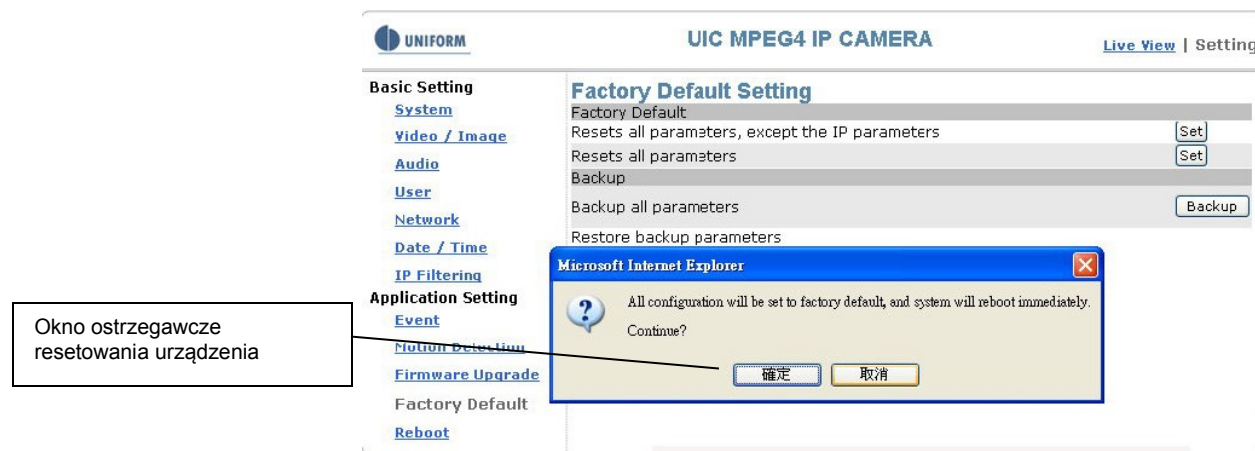 UNIFORM
UIC MPEG4 IP CAMERA
Live View | Setting
Basic Setting
System
Video / Image
Audio
User
Network
Date / Time
IP Filtering
Application Setting
Event
Motion Detection
Firmware Upgrade
Factory Default
Reboot
Factory Default Setting
Factory Default
Resets all parameters, except the IP parameters Set
Resets all parameters Set
Backup
Backup all parameters Backup
Restore backup parameters
Microsoft Internet Explorer
All configuration will be set to factory default, and system will reboot immediately.
Continue?
確定 取消
Okno ostrzegawcze
resetowania urządzenia